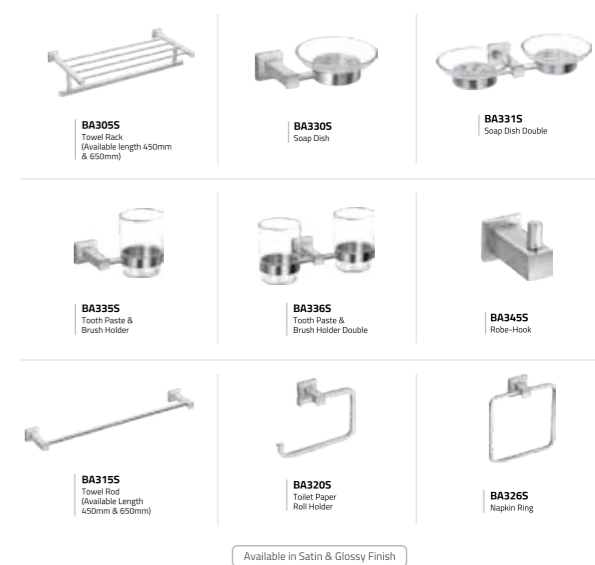 BA305S
Towel Rack
(Available length 450mm
& 650mm)
BA330S
Soap Dish
BA331S
Soap Dish Double
BA335S
Tooth Paste &
Brush Holder
BA336S
Tooth Paste &
Brush Holder Double
BA345S
Robe-Hook
BA315S
Towel Rod
(Available Length
450mm & 650mm)
BA320S
Toilet Paper
Roll Holder
BA326S
Napkin Ring
Available in Satin & Glossy Finish